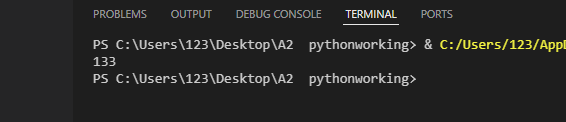 PROBLEMS OUTPUT DEBUG CONSOLE TERMINAL PORTS
PS C:\Users\123\Desktop\A2  pythonworking> & C:/Users/123/App
133
PS C:\Users\123\Desktop\A2  pythonworking>